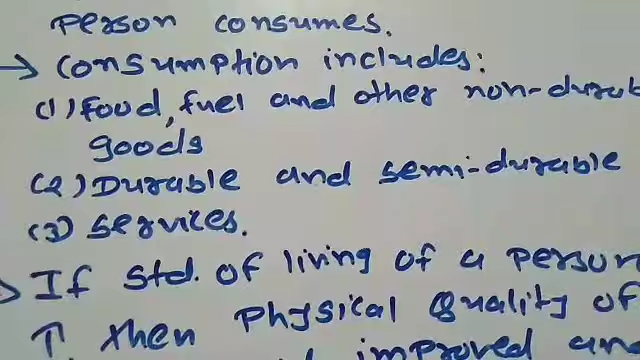 Person consumes.
→ Consumption includes:
(1) Food, fuel and other non-durab
goods
(2) Durable and semi-durable
(3) Services.
If std. of living of a person
↑ then Physical Quality of
improved and